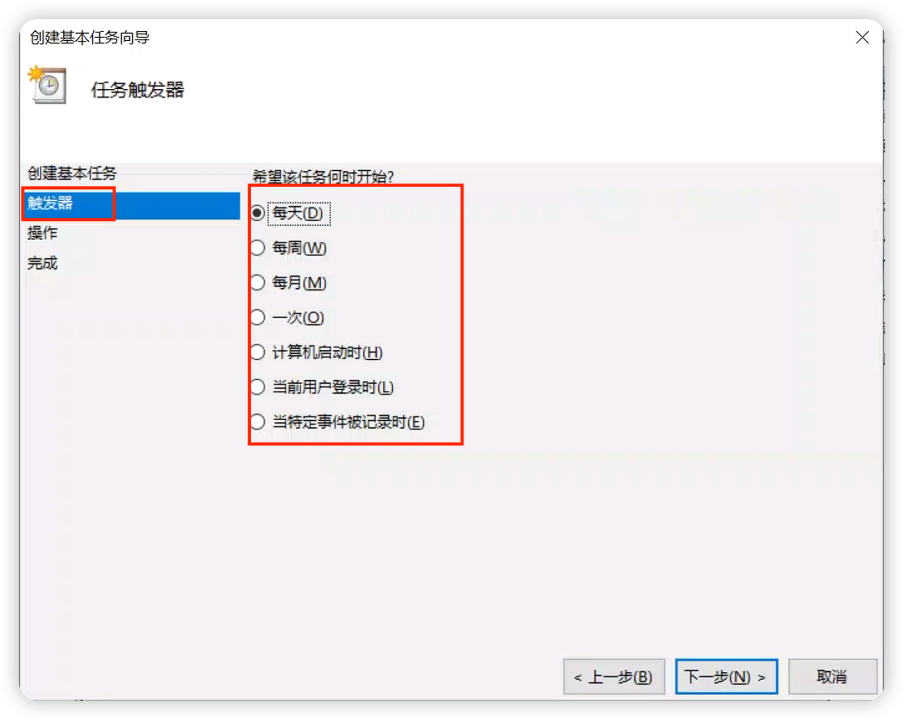 创建基本任务向导
任务触发器
创建基本任务
触发器
操作
完成
希望该任务何时开始?
每天(D)
每周(W)
每月(M)
一次(O)
计算机启动时(H)
当前用户登录时(L)
当特定事件被记录时(E)
< 上一步(B)
下一步(N) >
取消